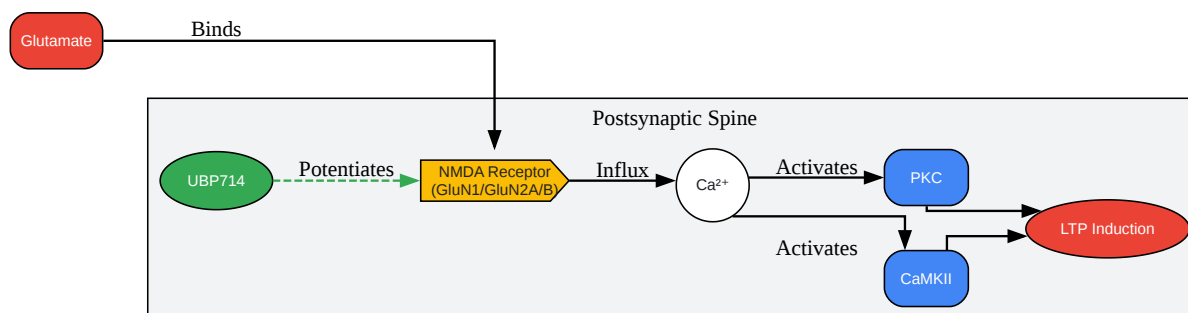 Glutamate
Binds
Postsynaptic Spine
UBP714
Potentiates
NMDA Receptor
(GluN1/GluN2A/B)
Influx
Ca²⁺
Activates
PKC
Activates
CaMKII
LTP Induction